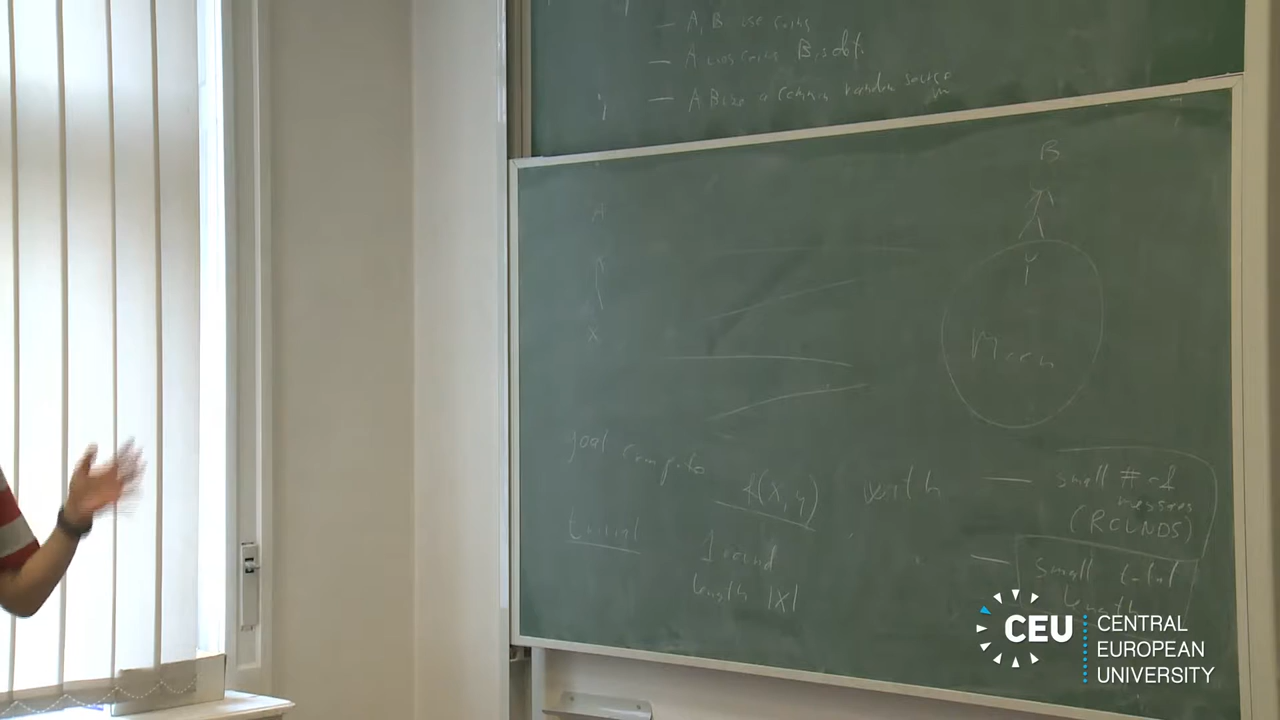 — A, B use coins
— A uses coins B, s det.
— A B use a common random source
A
B
X
Y
Moon
goal compute f(x,y) with
— small # of
messages
(ROUNDS)
— small total
length
trivial
1 round
length |X|
CEU
CENTRAL
EUROPEAN
UNIVERSITY